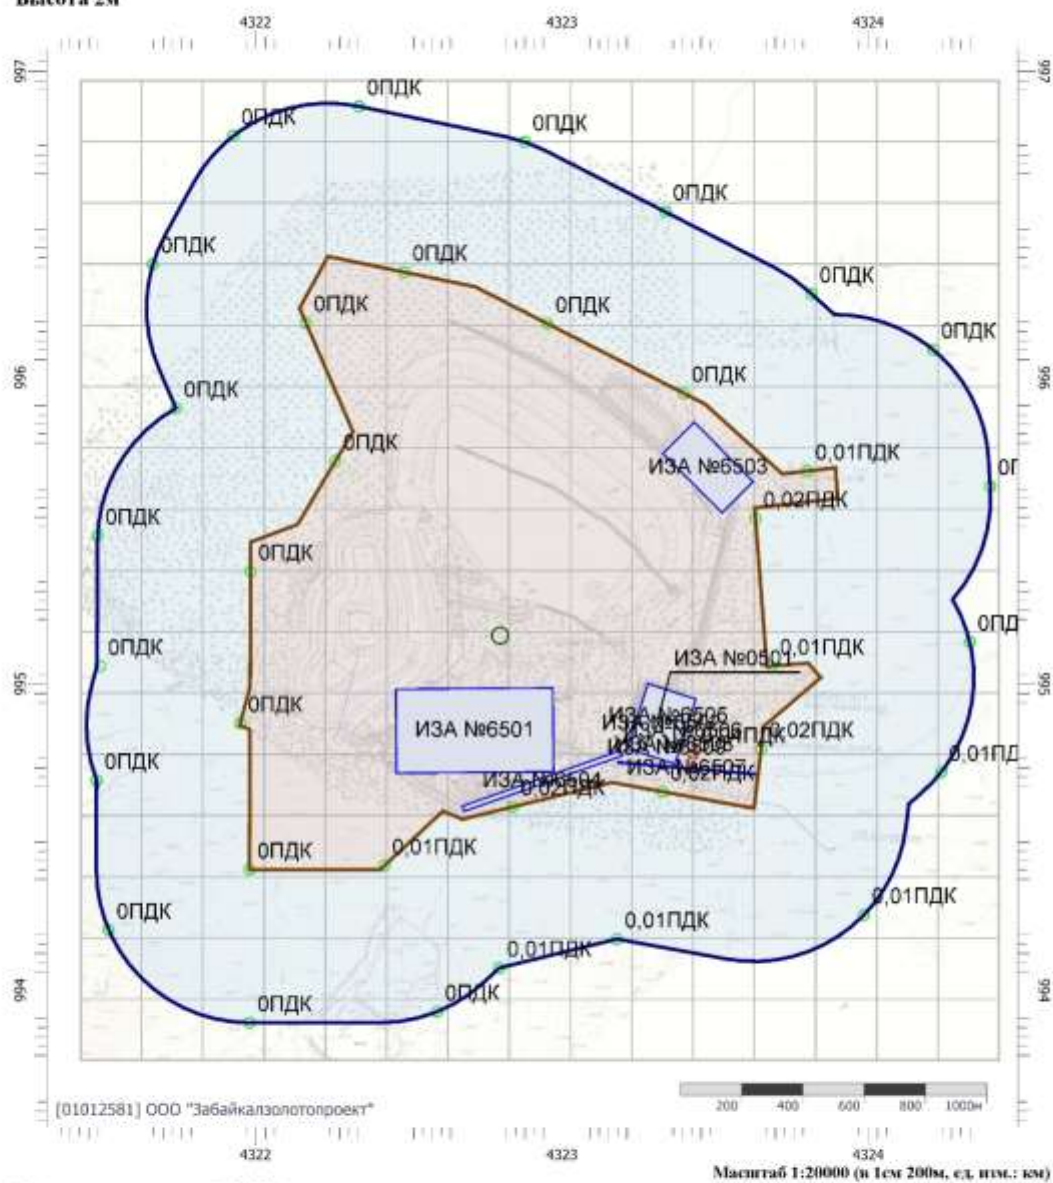 Высота 2м
4322 4323 4324
997 997
0ПДК
0ПДК
0ПДК
0ПДК
0ПДК
0ПДК
0ПДК
0ПДК
0ПДК
0ПДК
996 996
0ПДК
0ПДК
0ПДК
0,01ПДК
ИЗА №6503
0,02ПДК
0ПДК
0ПДК
ИЗА №0501
0,01ПДК
995 995
ИЗА №6501
0,02ПДК
ИЗА №6507
0,01ПД
0ПДК
ИЗА №6504
0,02ПДК
0,02ПДК
0ПДК
0,01ПДК
0,01ПДК
0ПДК
0,01ПДК
0,01ПДК
994 994
0ПДК
0ПДК
200 400 600 800 1000м
[01012581] ООО "Забайкалзолотопроект"
4322 4323 4324
Масштаб 1:20000 (в 1см 200м, ед. изм.: км)